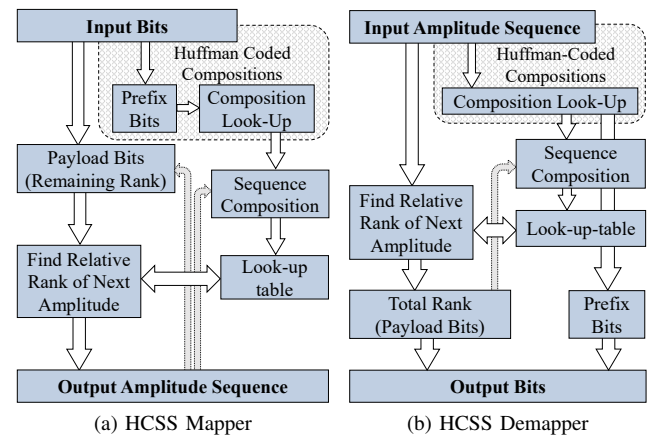 Input Bits
Huffman Coded
Compositions
Prefix
Bits
Composition
Look-Up
Payload Bits
(Remaining Rank)
Sequence
Composition
Find Relative
Rank of Next
Amplitude
Look-up
table
Output Amplitude Sequence
(a) HCSS Mapper
Input Amplitude Sequence
Huffman-Coded
Compositions
Composition Look-Up
Sequence
Composition
Find Relative
Rank of Next
Amplitude
Look-up-table
Total Rank
(Payload Bits)
Prefix
Bits
Output Bits
(b) HCSS Demapper